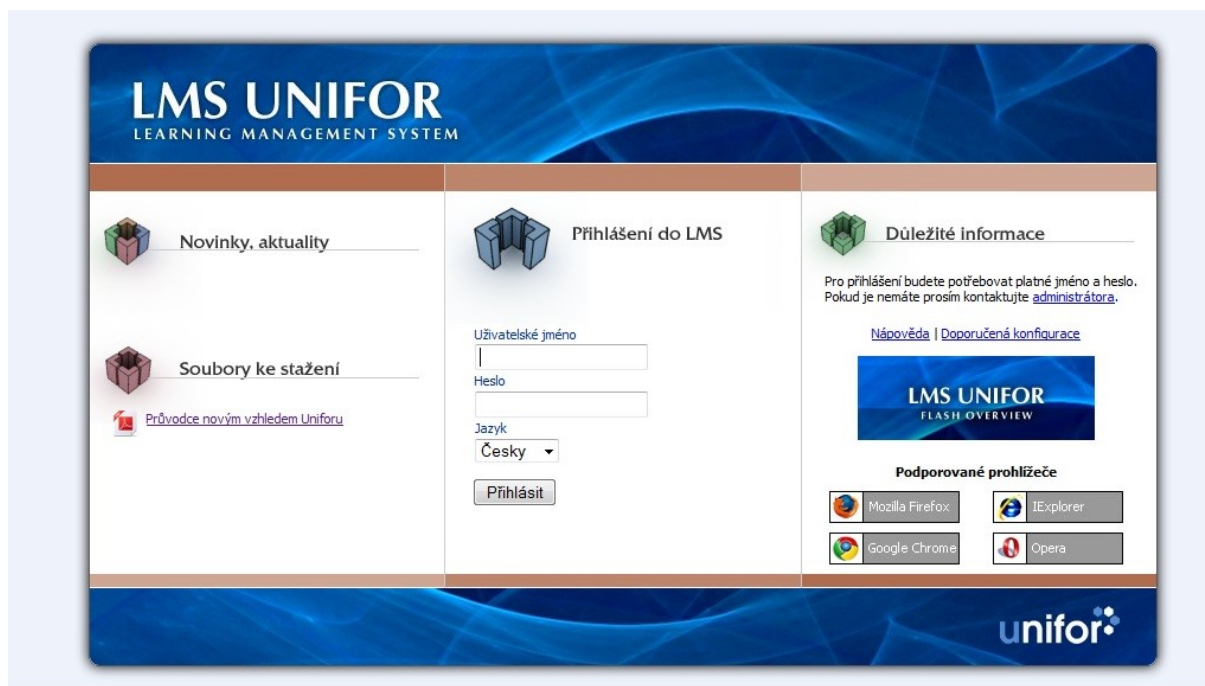 LMS UNIFOR
LEARNING MANAGEMENT SYSTEM
Novinky, aktuality
Soubory ke stažení
Průvodce novým vzhledem Uniforu
Přihlášení do LMS
Uživatelské jméno
Heslo
Jazyk
Česky
Přihlásit
Důležité informace
Pro přihlášení budete potřebovat platné jméno a heslo.
Pokud je nemáte prosím kontaktujte administrátora.
Nápověda | Doporučená konfigurace
LMS UNIFOR
FLASH OVERVIEW
Podporované prohlížeče
Mozilla Firefox
IExplorer
Google Chrome
Opera
unifor